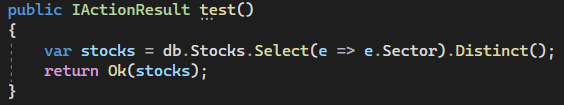 public IActionResult test()
{
    var stocks = db.Stocks.Select(e => e.Sector).Distinct();
    return Ok(stocks);
}